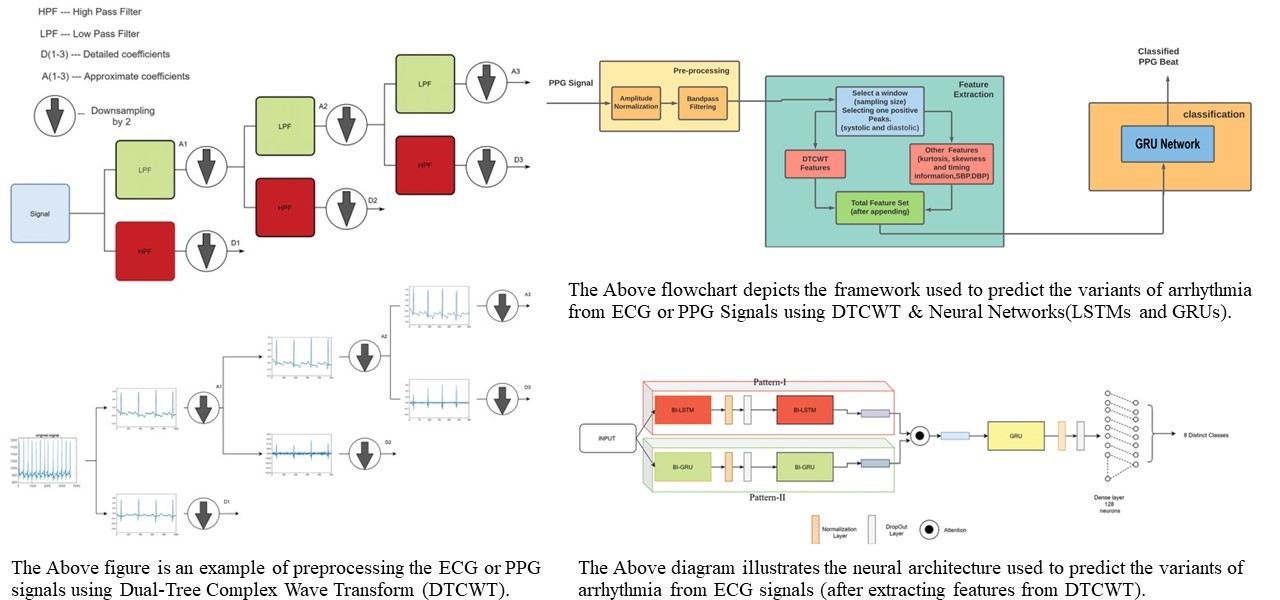 HPF --- High Pass Filter
LPF --- Low Pass Filter
D(1-3) --- Detailed coefficients
A(1-3) --- Approximate coefficients
Downsampling
by 2
Signal
LPF
HPF
A1
D1
LPF
HPF
A2
D2
LPF
HPF
A3
D3
original signal
A1
D1
A2
D2
A3
D3
The Above figure is an example of preprocessing the ECG or PPG
signals using Dual-Tree Complex Wave Transform (DTCWT).
PPG Signal
Pre-processing
Amplitude
Normalization
Bandpass
Filtering
Feature
Extraction
Select a window
(sampling size)
Selecting one positive
Peaks.
(systolic and diastolic)
DTCWT
Features
Other Features
(kurtosis, skewness
and timing
information,SBP.DBP)
Total Feature Set
(after appending)
Classified
PPG Beat
classification
GRU Network
The Above flowchart depicts the framework used to predict the variants of arrhythmia
from ECG or PPG Signals using DTCWT & Neural Networks(LSTMs and GRUs).
Pattern-I
INPUT
BI-LSTM
BI-LSTM
BI-GRU
BI-GRU
Pattern-II
GRU
8 Distinct Classes
Dense layer
128
neurons
Normalization
Layer
DropOut
Layer
Attention
The Above diagram illustrates the neural architecture used to predict the variants of
arrhythmia from ECG signals (after extracting features from DTCWT).